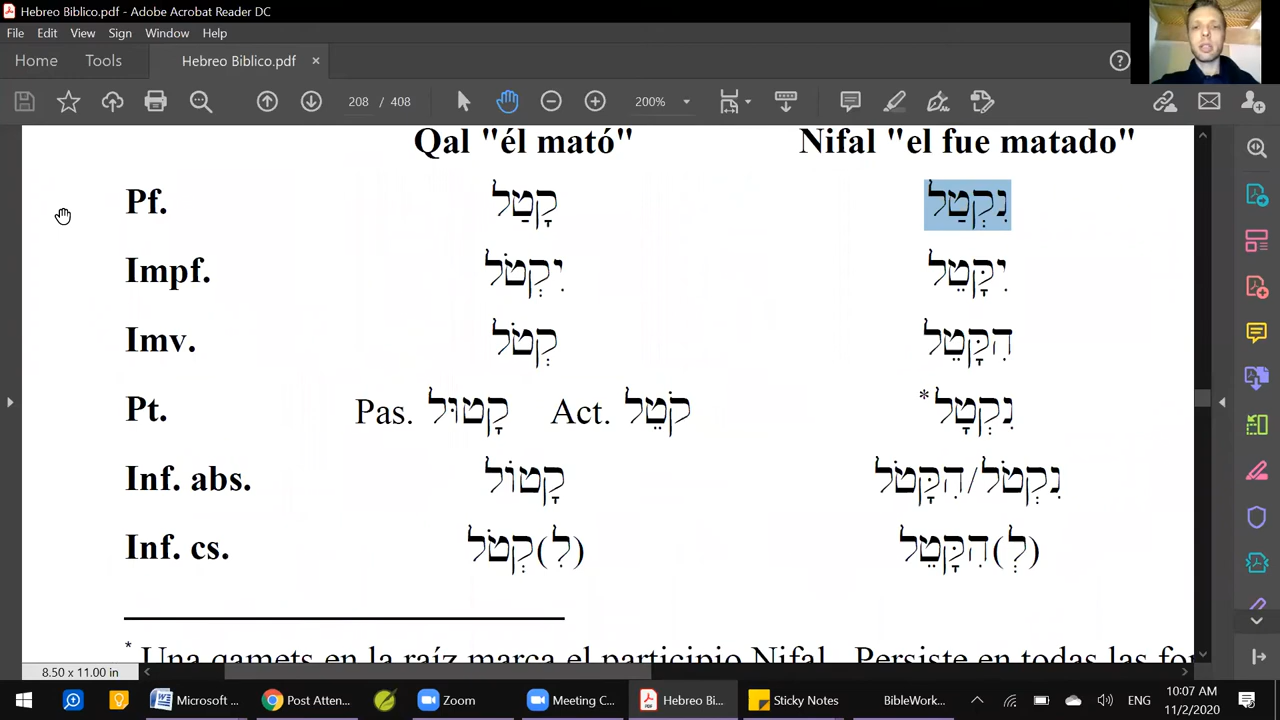 Hebreo Biblico.pdf - Adobe Acrobat Reader DC
File Edit View Sign Window Help
Home Tools Hebreo Biblico.pdf ×
208 / 408 200%
Qal "él mató" Nifal "el fue matado"
Pf. קָטַל נִקְטַל
Impf. יִקְטֹל יִקָּטֵל
Imv. קְטֹל הִקָּטֵל
Pt. Pas. קָטוּל Act. קֹטֵל נִקְטָל*
Inf. abs. קָטוֹל נִקְטֹל/הִקָּטֹל
Inf. cs. (לִ)קְטֹל (לְ)הִקָּטֵל
* Una qamets en la raíz marca el participio Nifal. Persiste en todas las for
8.50 x 11.00 in
Microsoft Post Atten... Zoom Meeting C... Hebreo Bi... Sticky Notes BibleWork... ENG 10:07 AM
11/2/2020